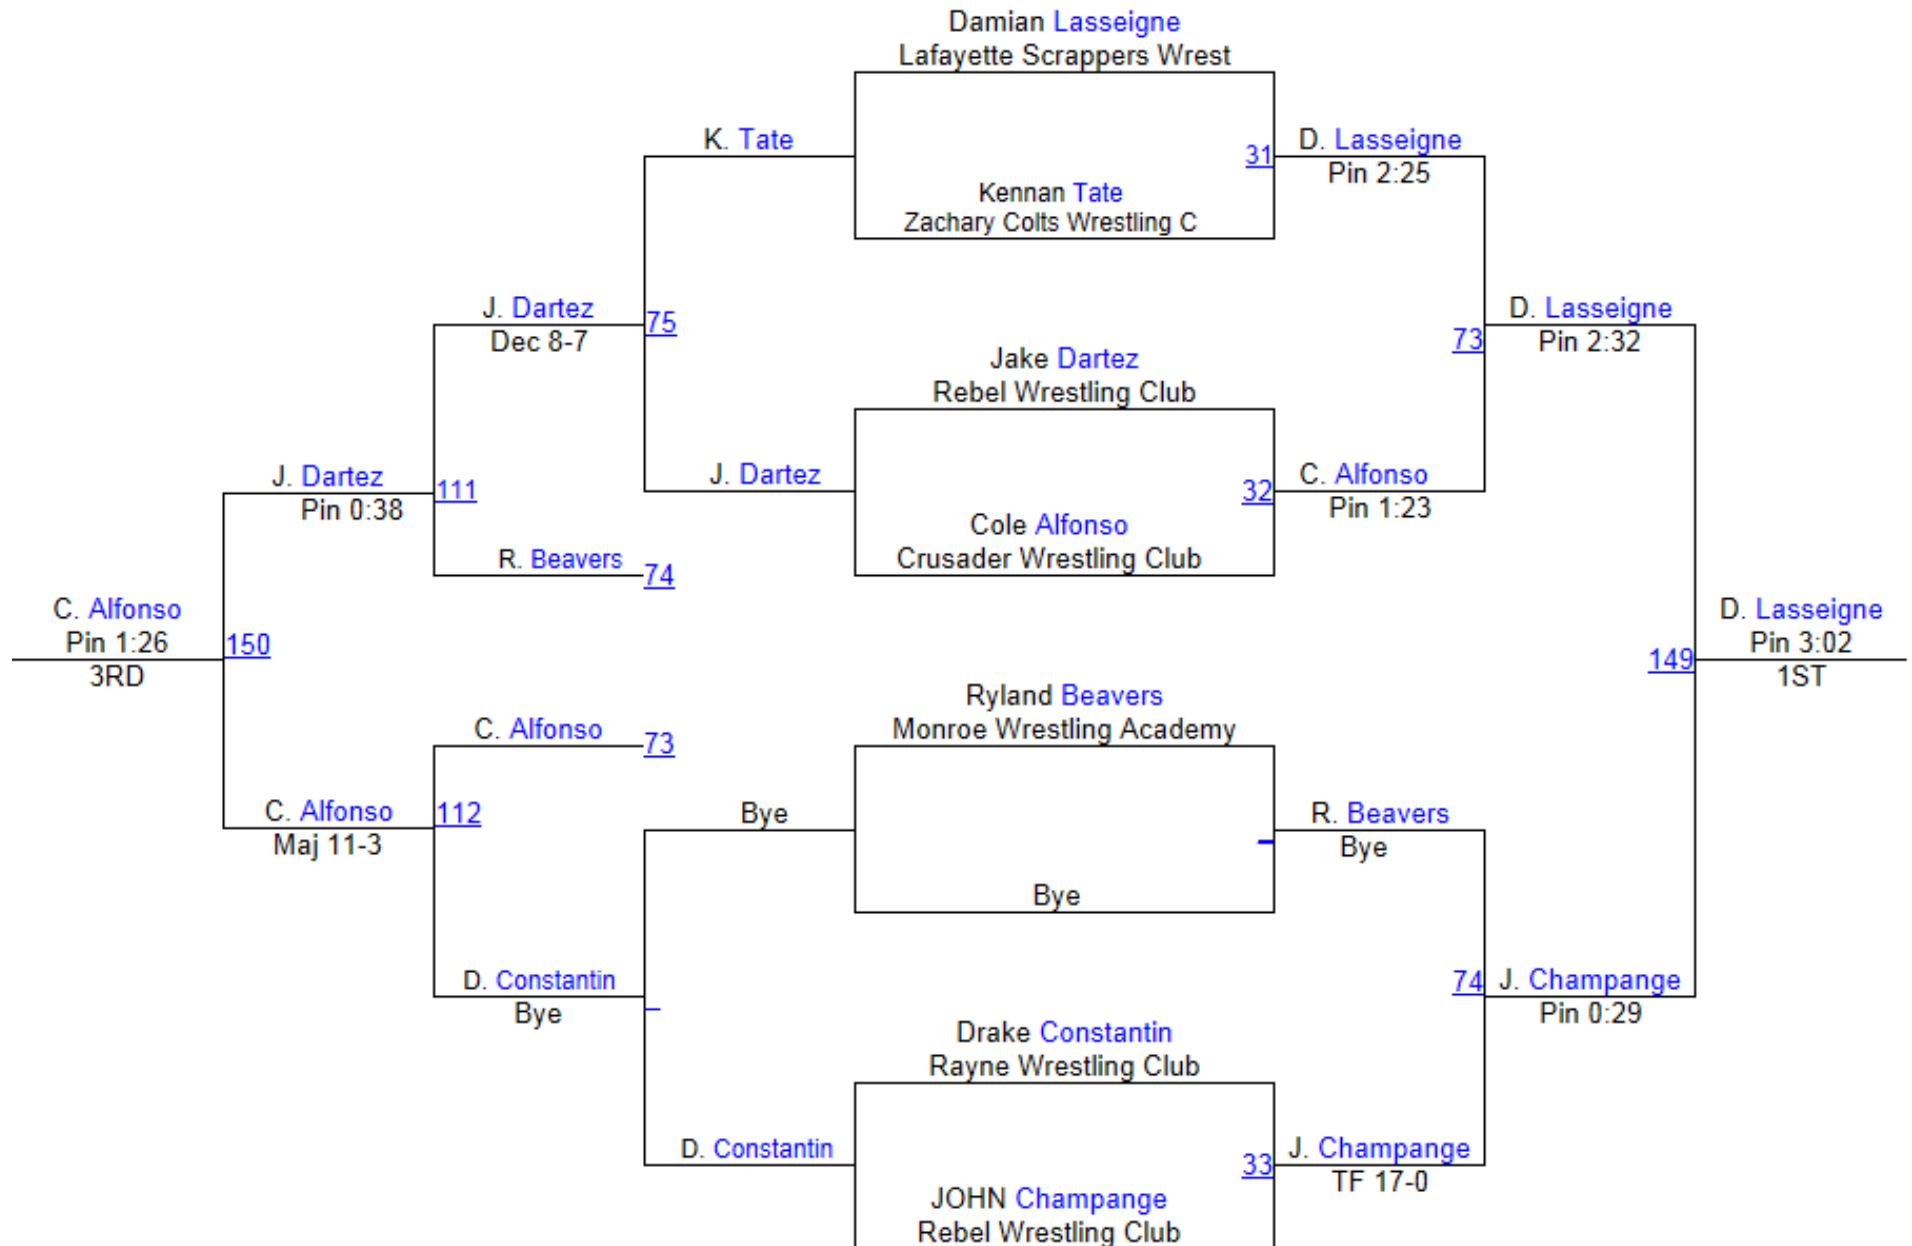 Damian Lasseigne
Lafayette Scrappers Wrest
K. Tate
31
D. Lasseigne
Pin 2:25
Kennan Tate
Zachary Colts Wrestling C
J. Dartez
Dec 8-7
75
D. Lasseigne
73
Pin 2:32
Jake Dartez
Rebel Wrestling Club
J. Dartez
Pin 0:38
111
J. Dartez
32
C. Alfonso
Pin 1:23
Cole Alfonso
Crusader Wrestling Club
R. Beavers
74
C. Alfonso
Pin 1:26
3RD
150
D. Lasseigne
149
Pin 3:02
1ST
Ryland Beavers
Monroe Wrestling Academy
C. Alfonso
73
C. Alfonso
Maj 11-3
112
Bye
R. Beavers
Bye
Bye
D. Constantin
Bye
74
J. Champange
Pin 0:29
Drake Constantin
Rayne Wrestling Club
D. Constantin
33
J. Champange
TF 17-0
JOHN Champange
Rebel Wrestling Club